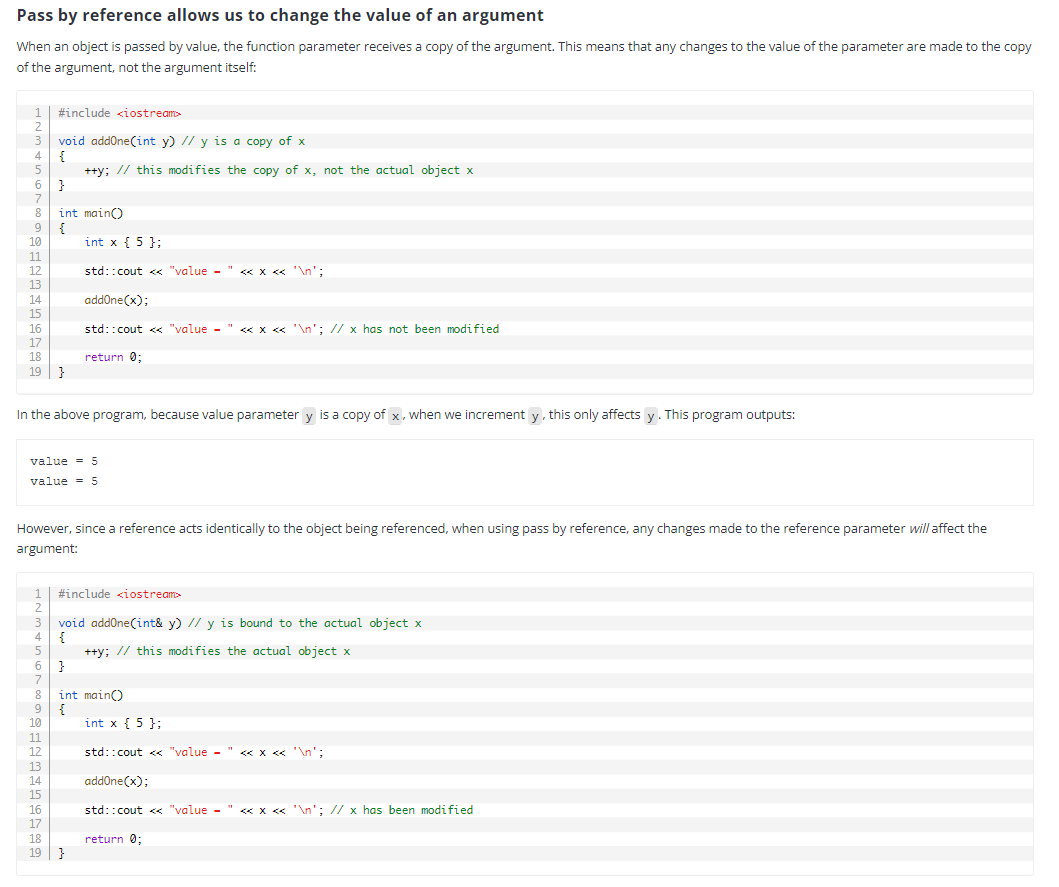 Pass by reference allows us to change the value of an argument
When an object is passed by value, the function parameter receives a copy of the argument. This means that any changes to the value of the parameter are made to the copy
of the argument, not the argument itself:
1 #include <iostream>
2
3 void addOne(int y) // y is a copy of x
4 {
5     ++y; // this modifies the copy of x, not the actual object x
6 }
7
8 int main()
9 {
10     int x { 5 };
11
12     std::cout << "value = " << x << '\n';
13
14     addOne(x);
15
16     std::cout << "value = " << x << '\n'; // x has not been modified
17
18     return 0;
19 }
In the above program, because value parameter y is a copy of x, when we increment y, this only affects y. This program outputs:
value = 5
value = 5
However, since a reference acts identically to the object being referenced, when using pass by reference, any changes made to the reference parameter will affect the
argument:
1 #include <iostream>
2
3 void addOne(int& y) // y is bound to the actual object x
4 {
5     ++y; // this modifies the actual object x
6 }
7
8 int main()
9 {
10     int x { 5 };
11
12     std::cout << "value = " << x << '\n';
13
14     addOne(x);
15
16     std::cout << "value = " << x << '\n'; // x has been modified
17
18     return 0;
19 }